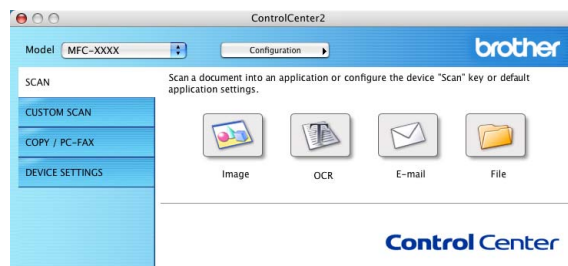 ControlCenter2
Model MFC-XXXX Configuration brother
SCAN
Scan a document into an application or configure the device "Scan" key or default
application settings.
CUSTOM SCAN
COPY / PC-FAX
DEVICE SETTINGS
Image OCR E-mail File
Control Center